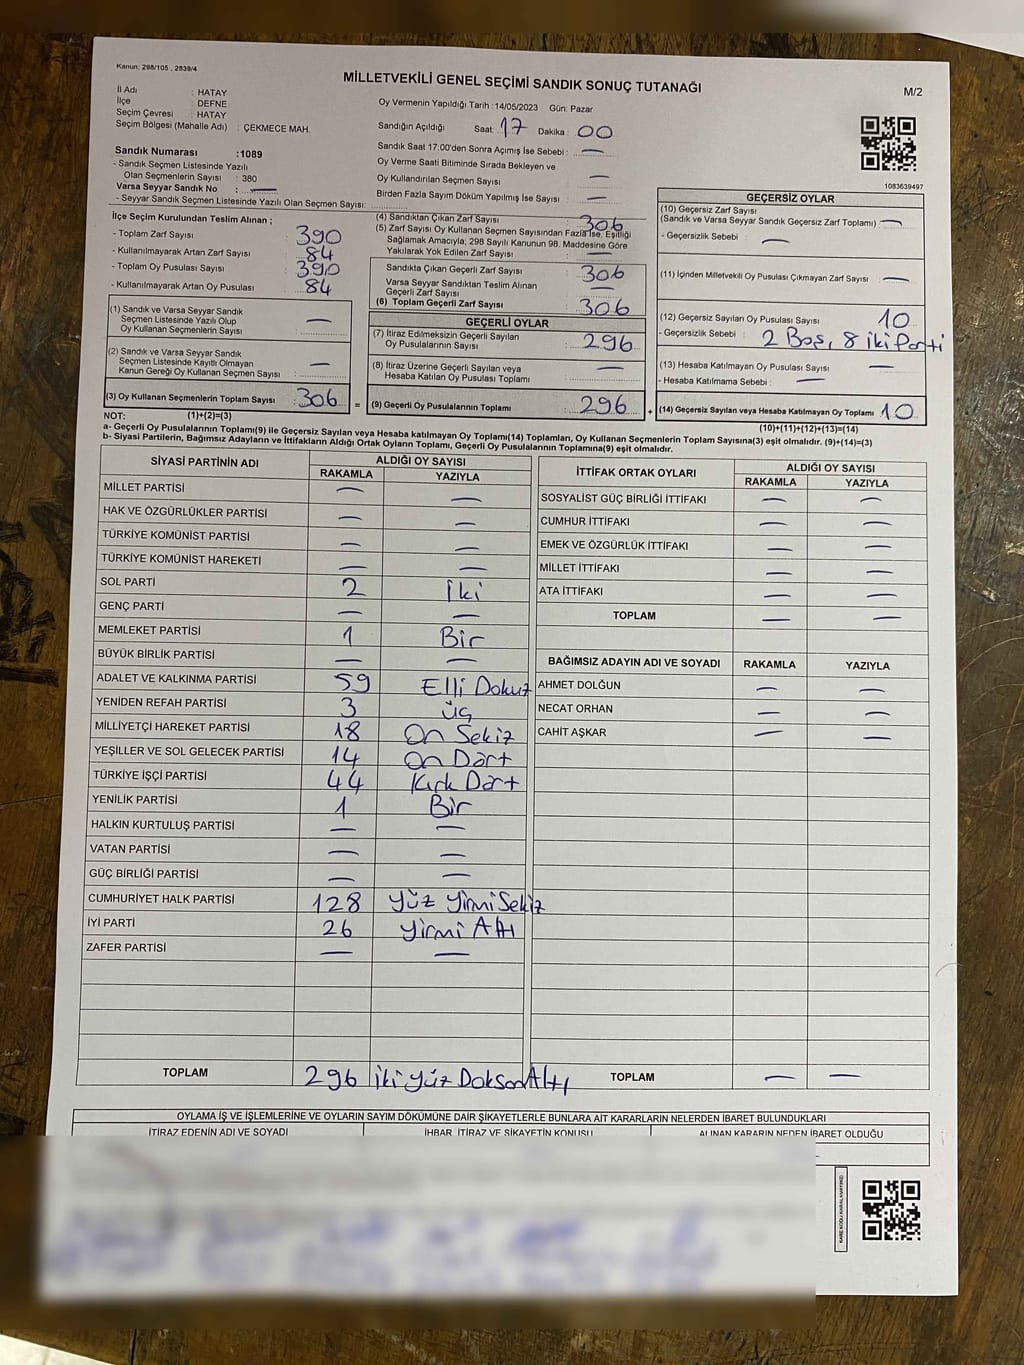 Kanun: 298/105 , 2839/4
MİLLETVEKİLİ GENEL SEÇİMİ SANDIK SONUÇ TUTANAĞI
M/2
İl Adı : HATAY
İlçe : DEFNE
Seçim Çevresi : HATAY
Seçim Bölgesi (Mahalle Adı) : ÇEKMECE MAH.
Oy Vermenin Yapıldığı Tarih :14/05/2023 Gün: Pazar
Sandığın Açıldığı Saat: 17 Dakika : 00
Sandık Saat 17:00'den Sonra Açımış İse Sebebi : —
Oy Verme Saati Bitiminde Sırada Bekleyen ve
Oy Kullandırılan Seçmen Sayısı : —
Birden Fazla Sayım Döküm Yapılmış İse Sayısı : —
Sandık Numarası :1089
- Sandık Seçmen Listesinde Yazılı
Olan Seçmenlerin Sayısı : 380
Varsa Seyyar Sandık No : —
- Seyyar Sandık Seçmen Listesinde Yazılı Olan Seçmen Sayısı:
1083639497
İlçe Seçim Kurulundan Teslim Alınan ;
- Toplam Zarf Sayısı 390
- Kullanılmayarak Artan Zarf Sayısı 84
- Toplam Oy Pusulası Sayısı 390
- Kullanılmayarak Artan Oy Pusulası 84
(1) Sandık ve Varsa Seyyar Sandık
Seçmen Listesinde Yazılı Olup
Oy Kullanan Seçmenlerin Sayısı —
(2) Sandık ve Varsa Seyyar Sandık
Seçmen Listesinde Kayıtlı Olmayan
Kanun Gereği Oy Kullanan Seçmen Sayısı —
(3) Oy Kullanan Seçmenlerin Toplam Sayısı 306 =
(4) Sandıktan Çıkan Zarf Sayısı 306
(5) Zarf Sayısı Oy Kullanan Seçmen Sayısından Fazla İse, Eşitliği
Sağlamak Amacıyla; 298 Sayılı Kanunun 98. Maddesine Göre
Yakılarak Yok Edilen Zarf Sayısı —
Sandıkta Çıkan Geçerli Zarf Sayısı 306
Varsa Seyyar Sandıktan Teslim Alınan
Geçerli Zarf Sayısı —
(6) Toplam Geçerli Zarf Sayısı 306
GEÇERLİ OYLAR
(7) İtiraz Edilmeksizin Geçerli Sayılan
Oy Pusulalarının Sayısı 296
(8) İtiraz Üzerine Geçerli Sayılan veya
Hesaba Katılan Oy Pusulası Toplamı —
(9) Geçerli Oy Pusulalarının Toplamı 296 +
GEÇERSİZ OYLAR
(10) Geçersiz Zarf Sayısı
(Sandık ve Varsa Seyyar Sandık Geçersiz Zarf Toplamı) —
- Geçersizlik Sebebi : —
(11) İçinden Milletvekili Oy Pusulası Çıkmayan Zarf Sayısı —
(12) Geçersiz Sayılan Oy Pusulası Sayısı 10
- Geçersizlik Sebebi : 2 Boş, 8 iki Parti
(13) Hesaba Katılmayan Oy Pusulası Sayısı —
- Hesaba Katılmama Sebebi : —
(14) Geçersiz Sayılan veya Hesaba Katılmayan Oy Toplamı 10
NOT: (1)+(2)=(3)
(10)+(11)+(12)+(13)=(14)
a- Geçerli Oy Pusulalarının Toplamı(9) ile Geçersiz Sayılan veya Hesaba katılmayan Oy Toplamı(14) Toplamları, Oy Kullanan Seçmenlerin Toplam Sayısına(3) eşit olmalıdır. (9)+(14)=(3)
b- Siyasi Partilerin, Bağımsız Adayların ve İttifakların Aldığı Ortak Oyların Toplamı, Geçerli Oy Pusulalarının Toplamına(9) eşit olmalıdır.
SİYASİ PARTİNİN ADI ALDIĞI OY SAYISI
RAKAMLA YAZIYLA
MİLLET PARTİSİ — —
HAK VE ÖZGÜRLÜKLER PARTİSİ — —
TÜRKİYE KOMÜNİST PARTİSİ — —
TÜRKİYE KOMÜNİST HAREKETİ — —
SOL PARTİ 2 İki
GENÇ PARTİ — —
MEMLEKET PARTİSİ 1 Bir
BÜYÜK BİRLİK PARTİSİ — —
ADALET VE KALKINMA PARTİSİ 59 Elli Dokuz
YENİDEN REFAH PARTİSİ 3 üç
MİLLİYETÇİ HAREKET PARTİSİ 18 On Sekiz
YEŞİLLER VE SOL GELECEK PARTİSİ 14 On Dört
TÜRKİYE İŞÇİ PARTİSİ 44 Kırk Dört
YENİLİK PARTİSİ 1 Bir
HALKIN KURTULUŞ PARTİSİ — —
VATAN PARTİSİ — —
GÜÇ BİRLİĞİ PARTİSİ — —
CUMHURİYET HALK PARTİSİ 128 Yüz YirmiSekiz
İYİ PARTİ 26 Yirmi Altı
ZAFER PARTİSİ — —
TOPLAM 296 İki Yüz Doksan Altı
İTTİFAK ORTAK OYLARI ALDIĞI OY SAYISI
RAKAMLA YAZIYLA
SOSYALİST GÜÇ BİRLİĞİ İTTİFAKI — —
CUMHUR İTTİFAKI — —
EMEK VE ÖZGÜRLÜK İTTİFAKI — —
MİLLET İTTİFAKI — —
ATA İTTİFAKI — —
TOPLAM — —
BAĞIMSIZ ADAYIN ADI VE SOYADI RAKAMLA YAZIYLA
AHMET DOLĞUN — —
NECAT ORHAN — —
CAHİT AŞKAR — —
TOPLAM — —
OYLAMA İŞ VE İŞLEMLERİNE VE OYLARIN SAYIM DÖKÜMÜNE DAİR ŞİKAYETLERLE BUNLARA AİT KARARLARIN NELERDEN İBARET BULUNDUKLARI
İTİRAZ EDENİN ADI VE SOYADI İHBAR, İTİRAZ VE ŞİKAYETİN KONUSU ALINAN KARARIN NEDEN İBARET OLDUĞU